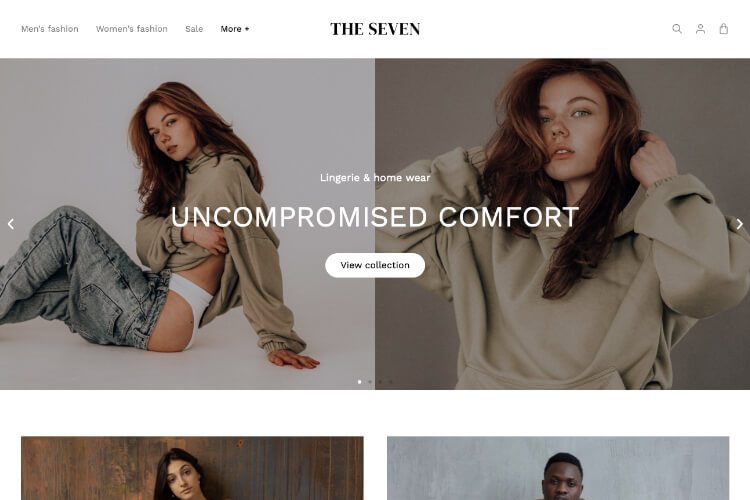 Men's fashion
Women's fashion
Sale
More +
THE SEVEN
Lingerie & home wear
UNCOMPROMISED COMFORT
View collection